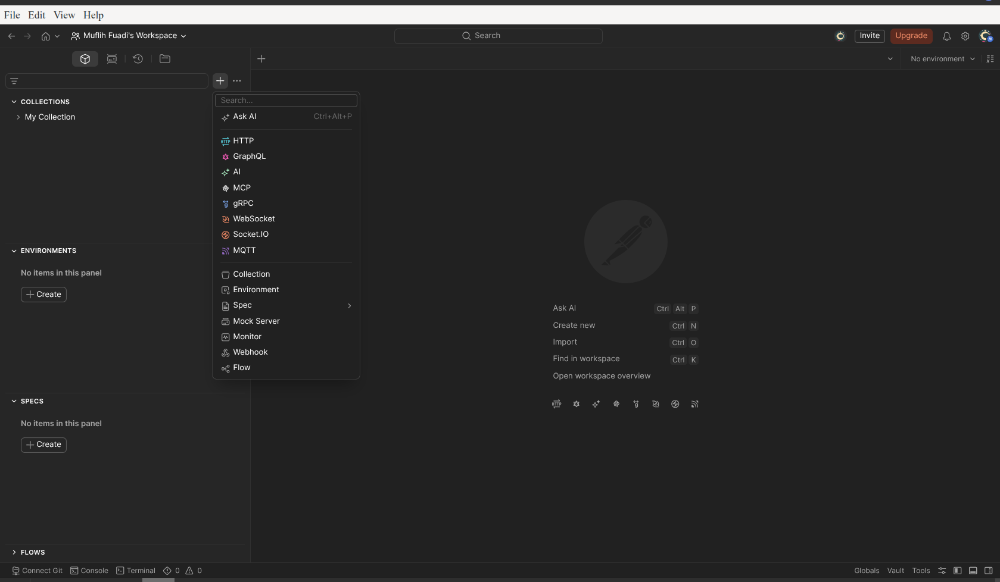 File Edit View Help
Muflih Fuadi's Workspace
Search
Invite
Upgrade
No environment
COLLECTIONS
My Collection
Search...
Ask AI Ctrl+Alt+P
HTTP
GraphQL
AI
MCP
gRPC
WebSocket
Socket.IO
MQTT
Collection
Environment
Spec
Mock Server
Monitor
Webhook
Flow
ENVIRONMENTS
No items in this panel
Create
SPECS
No items in this panel
Create
FLOWS
Ask AI Ctrl Alt P
Create new Ctrl N
Import Ctrl O
Find in workspace Ctrl K
Open workspace overview
HTTP
Connect Git Console Terminal 0 0
Globals Vault Tools